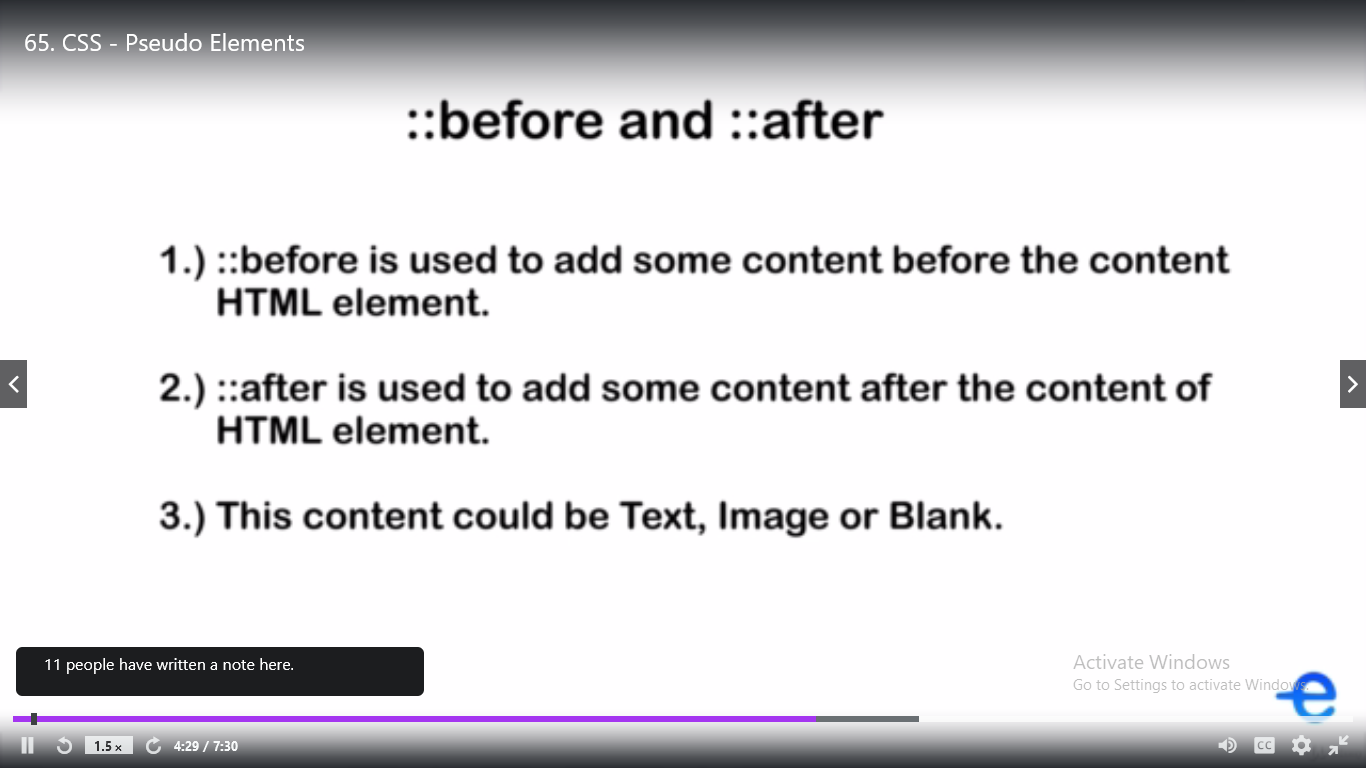 65. CSS - Pseudo Elements
::before and ::after
1.) ::before is used to add some content before the content
HTML element.
2.) ::after is used to add some content after the content of
HTML element.
3.) This content could be Text, Image or Blank.
11 people have written a note here.
Activate Windows
Go to Settings to activate Windows.
1.5 x
4:29 / 7:30
CC